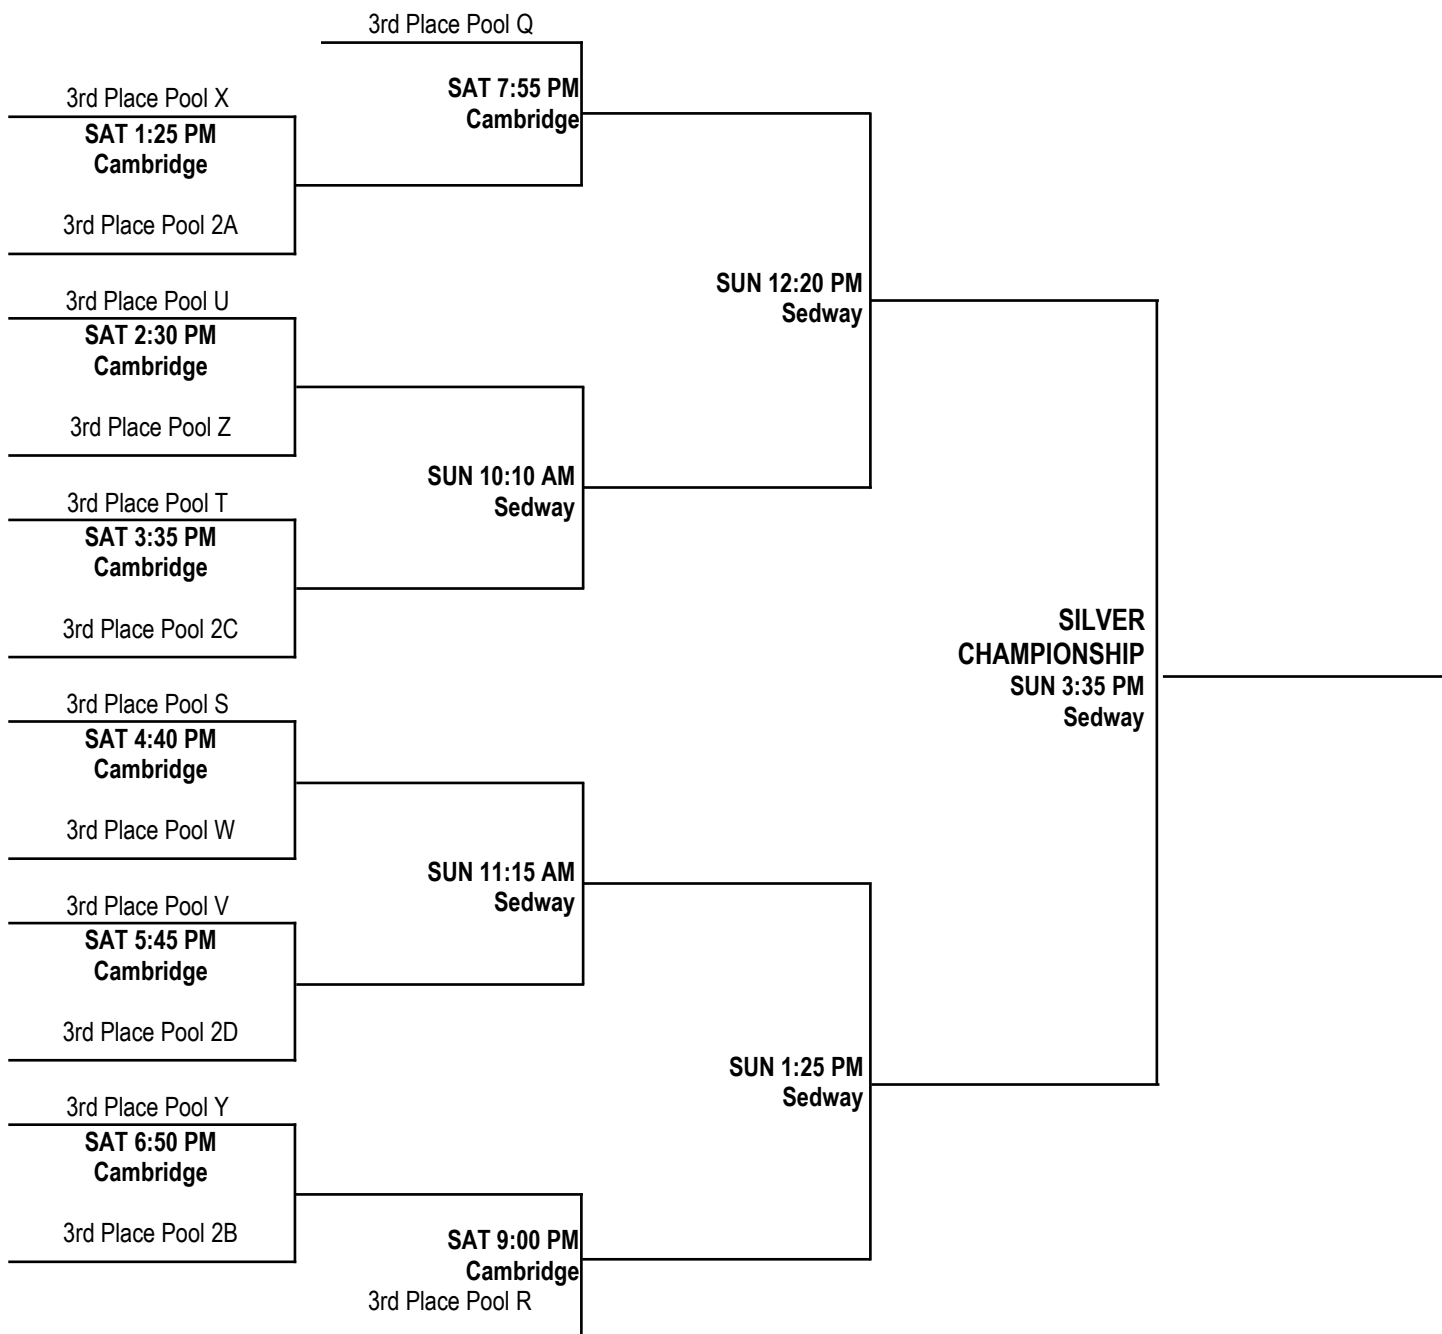 3rd Place Pool Q
3rd Place Pool X
SAT 1:25 PM
Cambridge
3rd Place Pool 2A
SAT 7:55 PM
Cambridge
3rd Place Pool U
SAT 2:30 PM
Cambridge
3rd Place Pool Z
SUN 12:20 PM
Sedway
3rd Place Pool T
SAT 3:35 PM
Cambridge
3rd Place Pool 2C
SUN 10:10 AM
Sedway
SILVER
CHAMPIONSHIP
SUN 3:35 PM
Sedway
3rd Place Pool S
SAT 4:40 PM
Cambridge
3rd Place Pool W
SUN 11:15 AM
Sedway
3rd Place Pool V
SAT 5:45 PM
Cambridge
3rd Place Pool 2D
SUN 1:25 PM
Sedway
3rd Place Pool Y
SAT 6:50 PM
Cambridge
3rd Place Pool 2B
SAT 9:00 PM
Cambridge
3rd Place Pool R